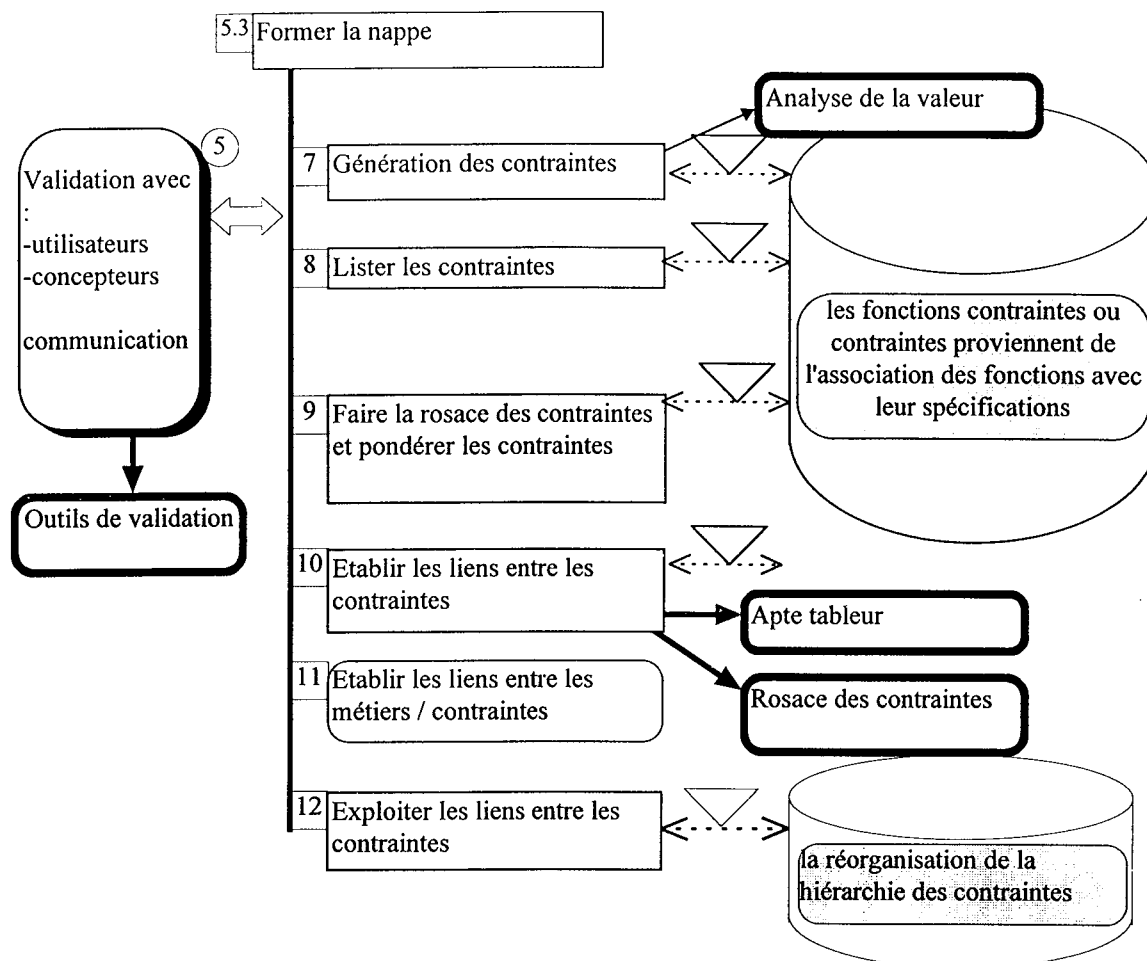 5.3 Former la nappe
Analyse de la valeur
5
Validation avec
:
-utilisateurs
-concepteurs
communication
Outils de validation
7 Génération des contraintes
8 Lister les contraintes
9 Faire la rosace des contraintes
et pondérer les contraintes
les fonctions contraintes ou
contraintes proviennent de
l'association des fonctions avec
leur spécifications
10 Etablir les liens entre les
contraintes
Apte tableur
Rosace des contraintes
11 Etablir les liens entre les
métiers / contraintes
12 Exploiter les liens entre les
contraintes
la réorganisation de la
hiérarchie des contraintes